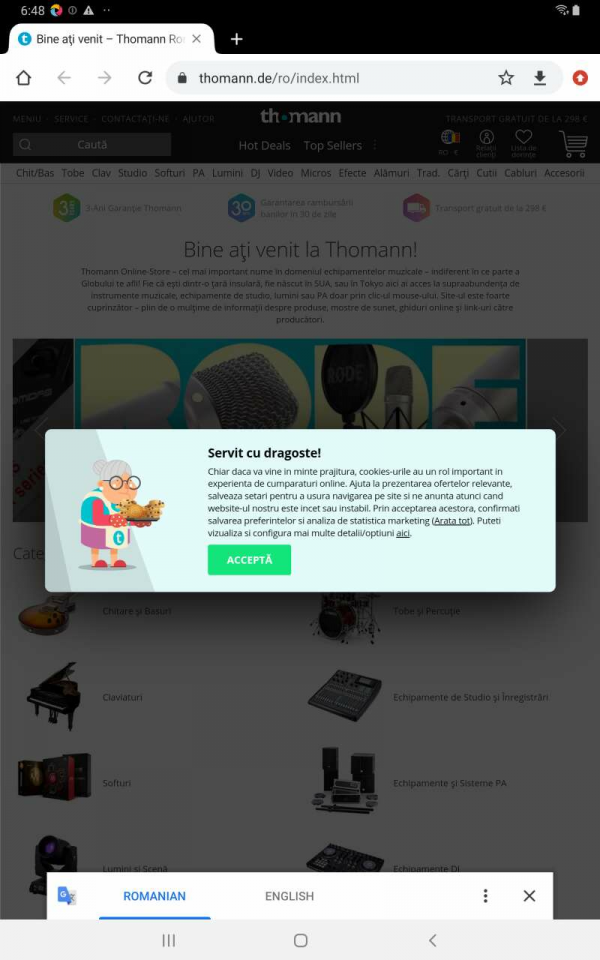 6:48
Bine aţi venit – Thomann Ro
thomann.de/ro/index.html
MENIU · SERVICE · CONTACTAŢI-NE · AJUTOR
th•mann
TRANSPORT GRATUIT DE LA 298 €
Caută
Hot Deals Top Sellers
RO · €
Relații clienți
Lista de dorințe
Chit/Bas Tobe Clav Studio Softuri PA Lumini DJ Video Micros Efecte Alămuri Trad. Cărţi Cutii Cabluri Accesorii
3-Ani Garanţie Thomann
30
Garantarea rambursării
banilor în 30 de zile
Transport gratuit de la 298 €
Bine aţi venit la Thomann!
Thomann Online-Store – cel mai important nume în domeniul echipamentelor muzicale – indiferent în ce parte a
Globului te afli! Fie că eşti dintr-o ţară insulară, fie născut în SUA, sau în Tokyo aici ai acces la supraabundenţa de
instrumente muzicale, echipamente de studio, lumini sau PA doar prin clic-ul mouse-ului. Site-ul este foarte
cuprinzător – plin de o mulţime de informaţii despre produse, mostre de sunet, ghiduri online şi link-uri către
producători.
RODE
Servit cu dragoste!
Chiar daca va vine in minte prajitura, cookies-urile au un rol important in
experienta de cumparaturi online. Ajuta la prezentarea ofertelor relevante,
salveaza setari pentru a usura navigarea pe site si ne anunta atunci cand
website-ul nostru este incet sau instabil. Prin acceptarea acestora, confirmati
salvarea preferintelor si analiza de statistica marketing (Arata tot). Puteti
vizualiza si configura mai multe detalii/optiuni aici.
ACCEPTĂ
Cate
Chitare şi Basuri
Tobe şi Percuţie
Claviaturi
Echipamente de Studio şi Înregistrări
Softuri
Echipamente şi Sisteme PA
Lumini şi Scenă
Echipamente DJ
ROMANIAN
ENGLISH